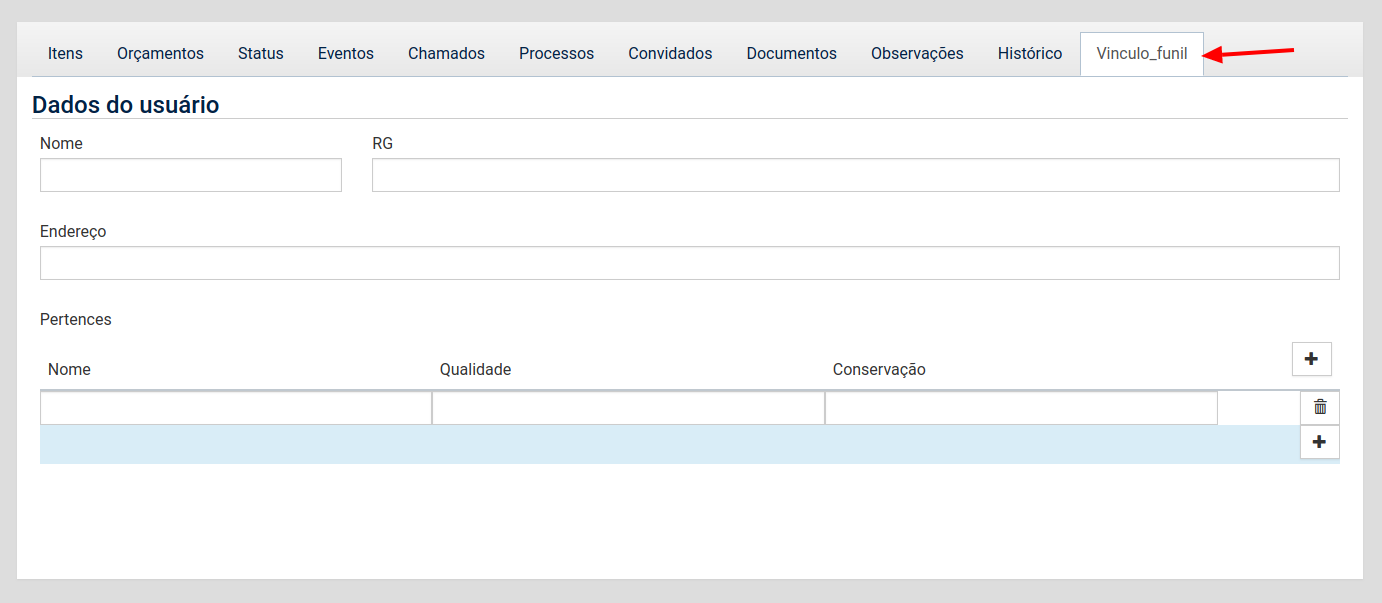 Itens Orçamentos Status Eventos Chamados Processos Convidados Documentos Observações Histórico Vinculo_funil
Dados do usuário
Nome RG
Endereço
Pertences
Nome Qualidade Conservação